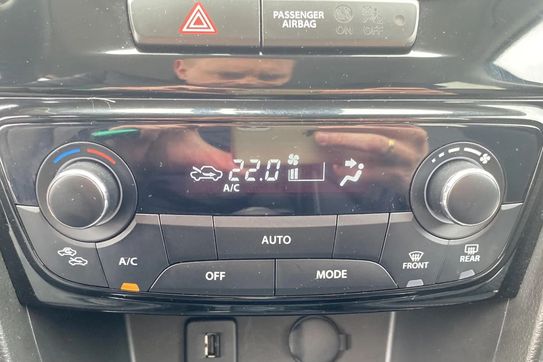 PASSENGER
AIRBAG
ON OFF
22.0
A/C
AUTO
A/C
OFF
MODE
FRONT
REAR